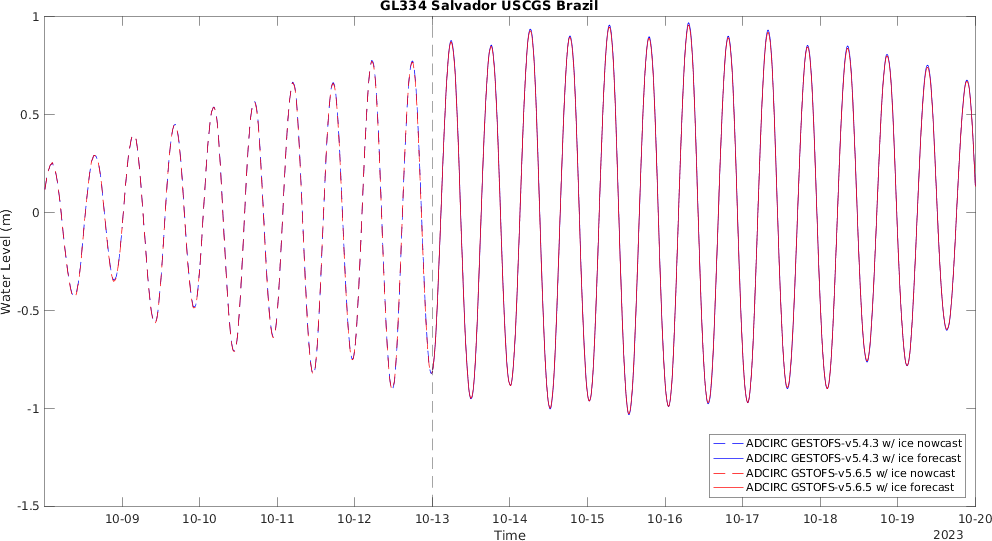 GL334 Salvador USCGS Brazil
Water Level (m)
1
0.5
0
-0.5
-1
-1.5
10-09 10-10 10-11 10-12 10-13 10-14 10-15 10-16 10-17 10-18 10-19 10-20
Time
2023
ADCIRC GESTOFS-v5.4.3 w/ ice nowcast
ADCIRC GESTOFS-v5.4.3 w/ ice forecast
ADCIRC GSTOFS-v5.6.5 w/ ice nowcast
ADCIRC GSTOFS-v5.6.5 w/ ice forecast